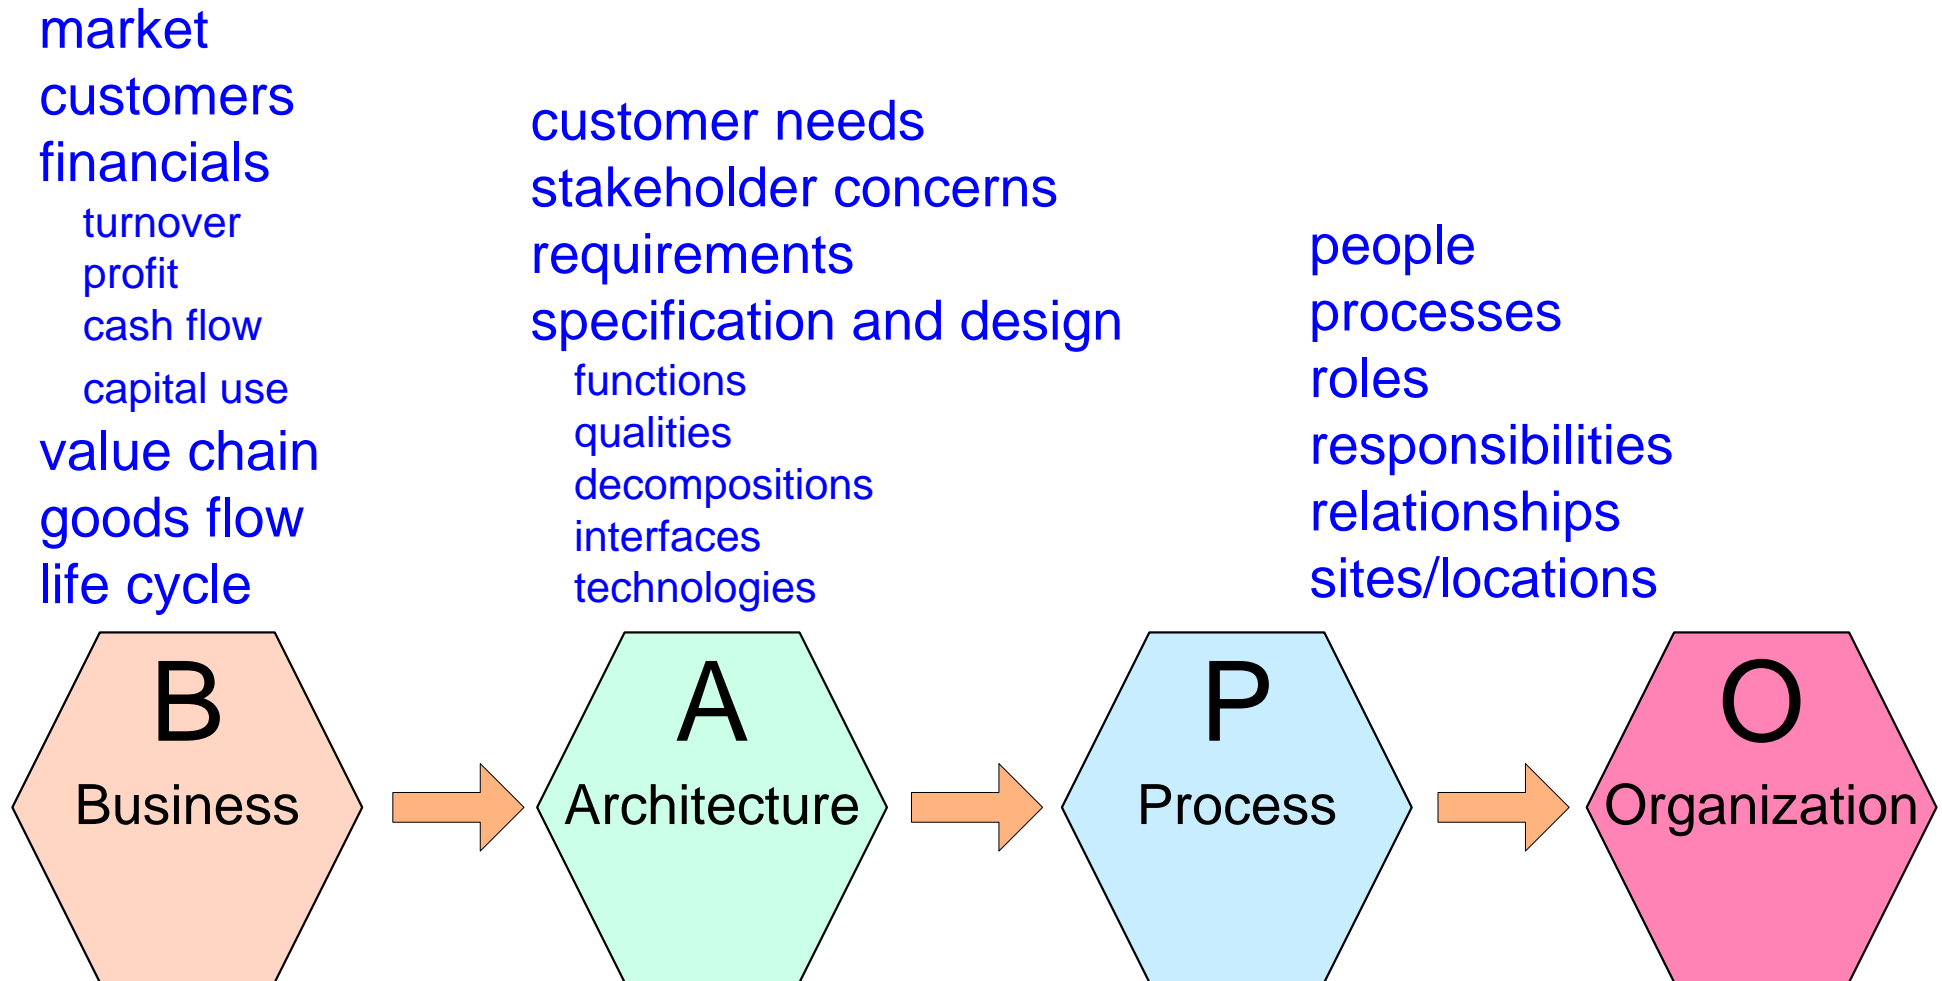 market
customers
financials
turnover
profit
cash flow
capital use
value chain
goods flow
life cycle
customer needs
stakeholder concerns
requirements
specification and design
functions
qualities
decompositions
interfaces
technologies
people
processes
roles
responsibilities
relationships
sites/locations
B
Business
A
Architecture
P
Process
O
Organization